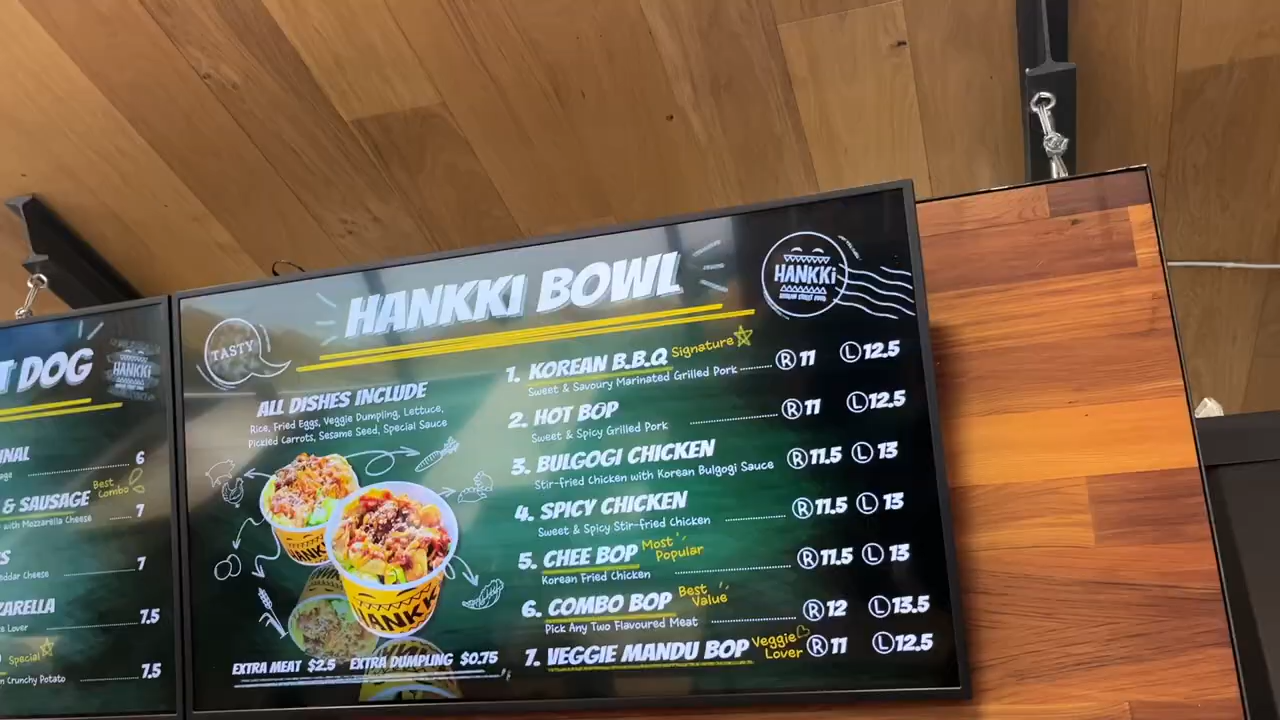 T DOG
HANKKi
NAL
age 6
& SAUSAGE Best Combo
with Mozzarella Cheese 7
S
ddar Cheese 7
ZARELLA
e Lover 7.5
Special
n Crunchy Potato 7.5
HANKKI BOWL
TASTY
HANKKi
KOREAN STREET FOOD
ALL DISHES INCLUDE
Rice, Fried Eggs, Veggie Dumpling, Lettuce,
Pickled Carrots, Sesame Seed, Special Sauce
HANKK
HANKK
EXTRA MEAT $2.5 EXTRA DUMPLING $0.75
1. KOREAN B.B.Q Signature
Sweet & Savoury Marinated Grilled Pork R 11 L 12.5
2. HOT BOP
Sweet & Spicy Grilled Pork R 11 L 12.5
3. BULGOGI CHICKEN
Stir-fried Chicken with Korean Bulgogi Sauce R 11.5 L 13
4. SPICY CHICKEN
Sweet & Spicy Stir-fried Chicken R 11.5 L 13
5. CHEE BOP Most Popular
Korean Fried Chicken R 11.5 L 13
6. COMBO BOP Best Value
Pick Any Two Flavoured Meat R 12 L 13.5
7. VEGGIE MANDU BOP Veggie Lover R 11 L 12.5